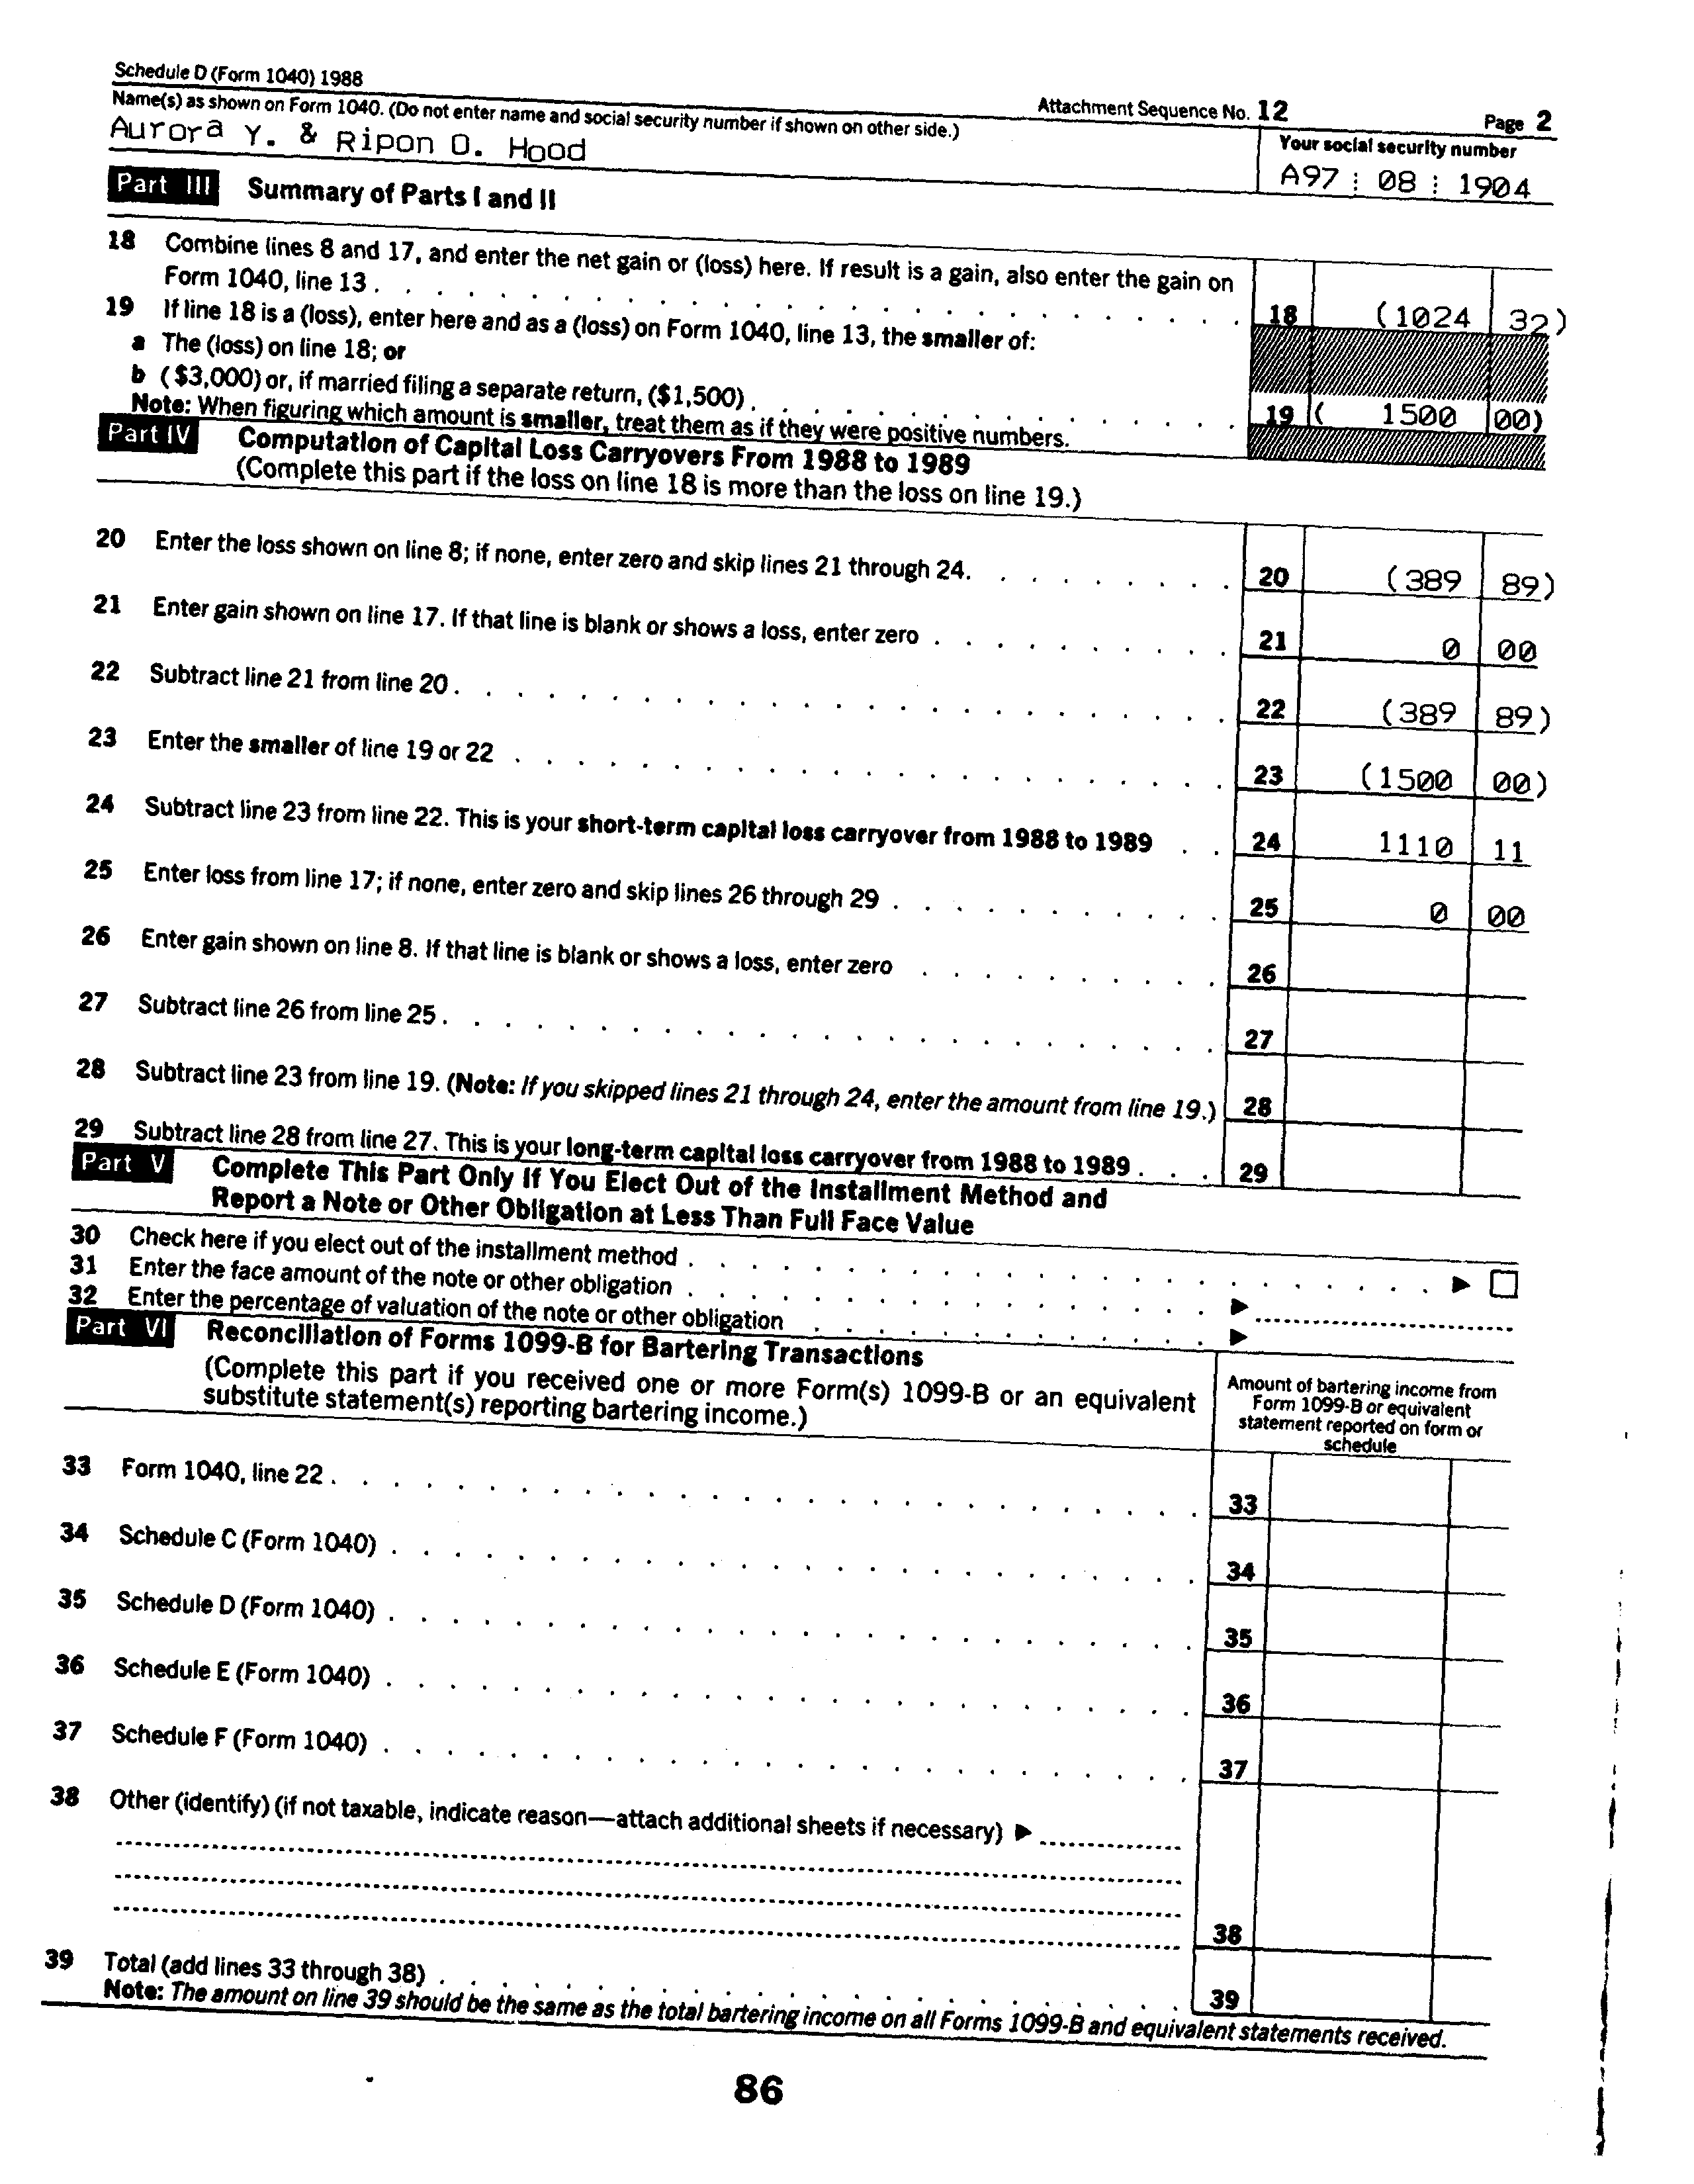 Schedule D (Form 1040) 1988
Attachment Sequence No. 12
Page 2
Name(s) as shown on Form 1040. (Do not enter name and social security number if shown on other side.)
Your social security number
Aurora Y. & Ripon O. Hood
A97 : 08 : 1904
Part III Summary of Parts I and II
18 Combine lines 8 and 17, and enter the net gain or (loss) here. If result is a gain, also enter the gain on
Form 1040, line 13 . . . . . . . . . . . . . . . . . . . . . . . . . . . 18 (1024 32)
19 If line 18 is a (loss), enter here and as a (loss) on Form 1040, line 13, the smaller of:
a The (loss) on line 18; or
b ($3,000) or, if married filing a separate return, ($1,500) . . . . . . . . . . . . . . . 19 ( 1500 00)
Note: When figuring which amount is smaller, treat them as if they were positive numbers.
Part IV Computation of Capital Loss Carryovers From 1988 to 1989
(Complete this part if the loss on line 18 is more than the loss on line 19.)
20 Enter the loss shown on line 8; if none, enter zero and skip lines 21 through 24. . . . . . . . . 20 (389 89)
21 Enter gain shown on line 17. If that line is blank or shows a loss, enter zero . . . . . . . . . . 21 0 00
22 Subtract line 21 from line 20 . . . . . . . . . . . . . . . . . . . . . . . . 22 (389 89)
23 Enter the smaller of line 19 or 22 . . . . . . . . . . . . . . . . . . . . . . . 23 (1500 00)
24 Subtract line 23 from line 22. This is your short-term capital loss carryover from 1988 to 1989 . . 24 1110 11
25 Enter loss from line 17; if none, enter zero and skip lines 26 through 29 . . . . . . . . . . . 25 0 00
26 Enter gain shown on line 8. If that line is blank or shows a loss, enter zero . . . . . . . . . . 26
27 Subtract line 26 from line 25 . . . . . . . . . . . . . . . . . . . . . . . . 27
28 Subtract line 23 from line 19. (Note: If you skipped lines 21 through 24, enter the amount from line 19.) 28
29 Subtract line 28 from line 27. This is your long-term capital loss carryover from 1988 to 1989 . . . 29
Part V Complete This Part Only If You Elect Out of the Installment Method and
Report a Note or Other Obligation at Less Than Full Face Value
30 Check here if you elect out of the installment method . . . . . . . . . . . . . . . . . . . . . . . . ▶ ☐
31 Enter the face amount of the note or other obligation . . . . . . . . . . . . . . . . . ▶
32 Enter the percentage of valuation of the note or other obligation . . . . . . . . . . . . . ▶
Part VI Reconciliation of Forms 1099-B for Bartering Transactions
(Complete this part if you received one or more Form(s) 1099-B or an equivalent
substitute statement(s) reporting bartering income.)
Amount of bartering income from
Form 1099-B or equivalent
statement reported on form or
schedule
33 Form 1040, line 22 . . . . . . . . . . . . . . . . . . . . . . . . . . . 33
34 Schedule C (Form 1040) . . . . . . . . . . . . . . . . . . . . . . . . . . 34
35 Schedule D (Form 1040) . . . . . . . . . . . . . . . . . . . . . . . . . . 35
36 Schedule E (Form 1040) . . . . . . . . . . . . . . . . . . . . . . . . . . 36
37 Schedule F (Form 1040) . . . . . . . . . . . . . . . . . . . . . . . . . . 37
38 Other (identify) (if not taxable, indicate reason—attach additional sheets if necessary) ▶
38
39 Total (add lines 33 through 38) . . . . . . . . . . . . . . . . . . . . . . . . 39
Note: The amount on line 39 should be the same as the total bartering income on all Forms 1099-B and equivalent statements received.
86